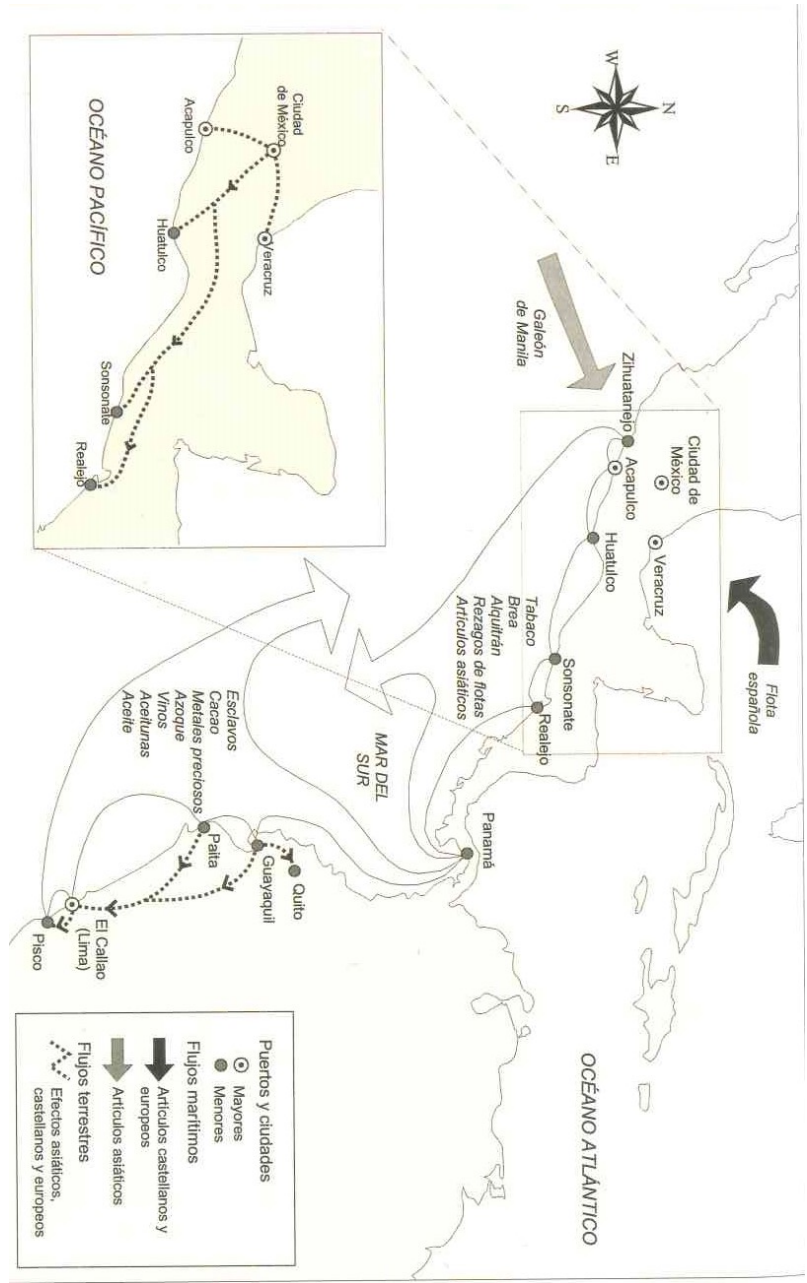 W
N
S
E
Galeón
de Manila
Zihuatanejo
Acapulco
Ciudad de
México
Veracruz
Huatulco
Sonsonate
Realejo
Flota
española
Tabaco
Brea
Alquitrán
Rezagos de flotas
Artículos asiáticos
MAR DEL
SUR
Panamá
Esclavos
Cacao
Metales preciosos
Azoque
Vinos
Aceitunas
Aceite
Quito
Guayaquil
Paita
El Callao
(Lima)
Pisco
OCÉANO ATLÁNTICO
OCÉANO PACÍFICO
Ciudad
de México
Acapulco
Veracruz
Huatulco
Sonsonate
Realejo
Puertos y ciudades
Mayores
Menores
Flujos marítimos
Artículos castellanos y
europeos
Artículos asiáticos
Flujos terrestres
Efectos asiáticos,
castellanos y europeos